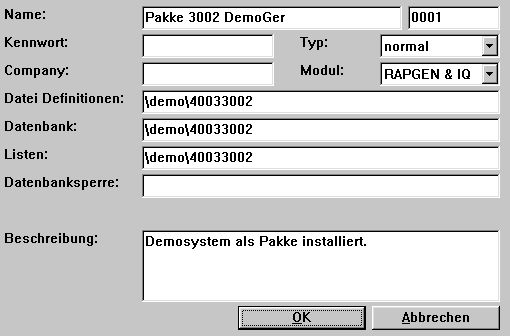 Name: Pakke 3002 DemoGer 0001
Kennwort: Typ: normal
Company: Modul: RAPGEN & IQ
Datei Definitionen: \demo\40033002
Datenbank: \demo\40033002
Listen: \demo\40033002
Datenbanksperre:
Beschreibung: Demosystem als Pakke installiert.
OK Abbrechen